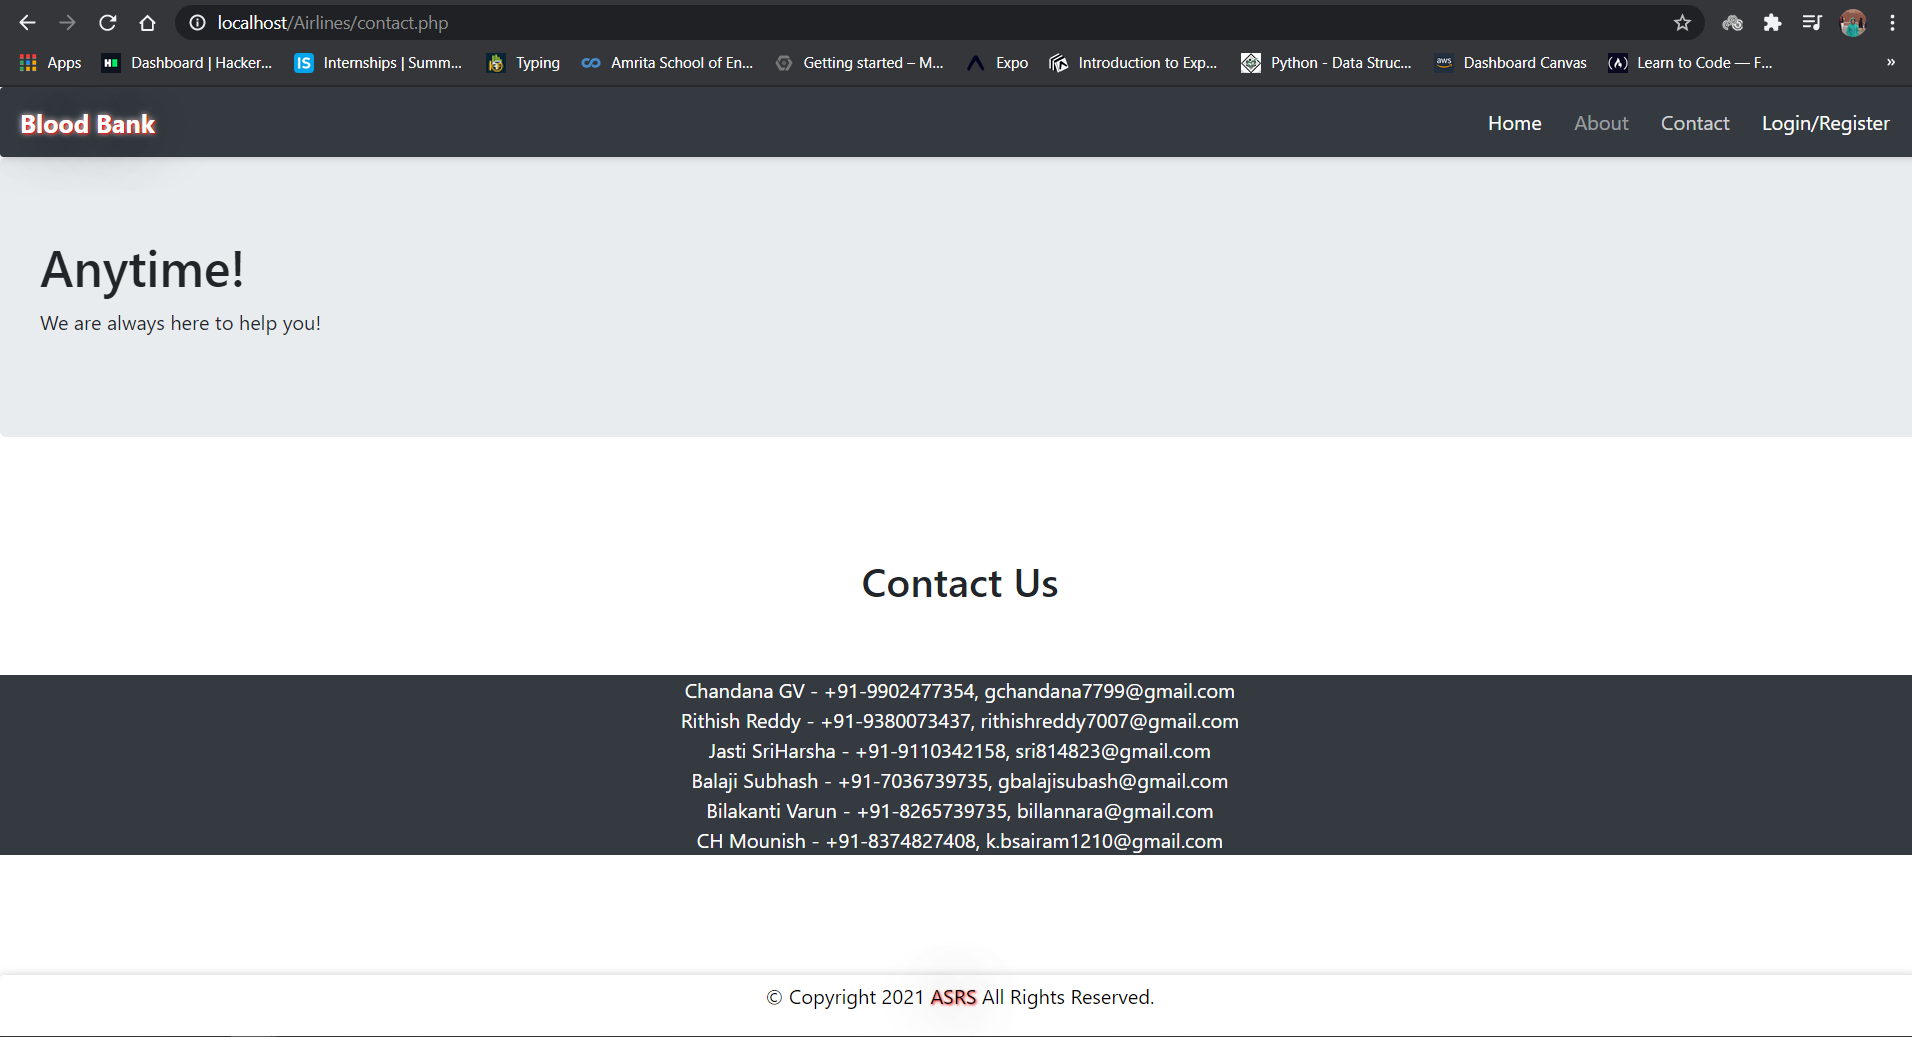 localhost/Airlines/contact.php
Apps Dashboard | Hacker... Internships | Summ... Typing Amrita School of En... Getting started – M... Expo Introduction to Exp... Python - Data Struc... aws Dashboard Canvas Learn to Code — F... »
Blood Bank Home About Contact Login/Register
Anytime!
We are always here to help you!
Contact Us
Chandana GV - +91-9902477354, gchandana7799@gmail.com
Rithish Reddy - +91-9380073437, rithishreddy7007@gmail.com
Jasti SriHarsha - +91-9110342158, sri814823@gmail.com
Balaji Subhash - +91-7036739735, gbalajisubash@gmail.com
Bilakanti Varun - +91-8265739735, billannara@gmail.com
CH Mounish - +91-8374827408, k.bsairam1210@gmail.com
© Copyright 2021 ASRS All Rights Reserved.